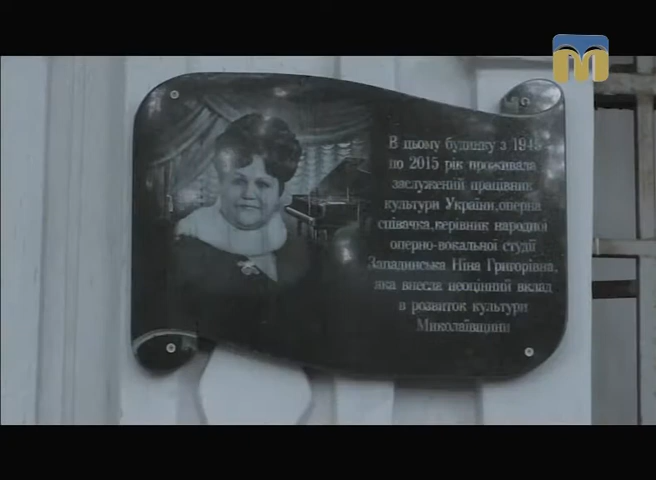 В цьому будинку з 1945
по 2015 рік проживала
заслужений працівник
культури України, оперна
співачка, керівник народної
оперно-вокальної студії
Западинська Ніна Григорівна,
яка внесла неоцінний вклад
в розвиток культури
Миколаївщини